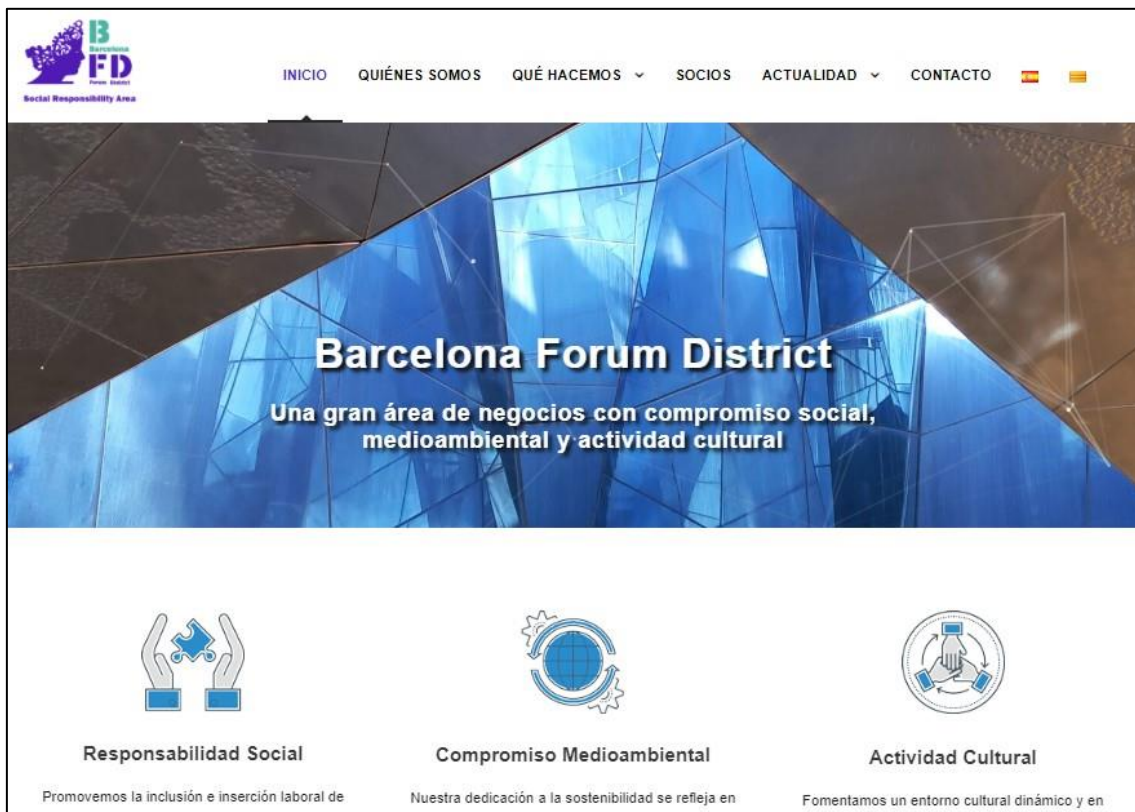 B
Barcelona
FD
Forum District
Social Responsibility Area
INICIO QUIÉNES SOMOS QUÉ HACEMOS SOCIOS ACTUALIDAD CONTACTO
Barcelona Forum District
Una gran área de negocios con compromiso social,
medioambiental y actividad cultural
Responsabilidad Social
Promovemos la inclusión e inserción laboral de
Compromiso Medioambiental
Nuestra dedicación a la sostenibilidad se refleja en
Actividad Cultural
Fomentamos un entorno cultural dinámico y en